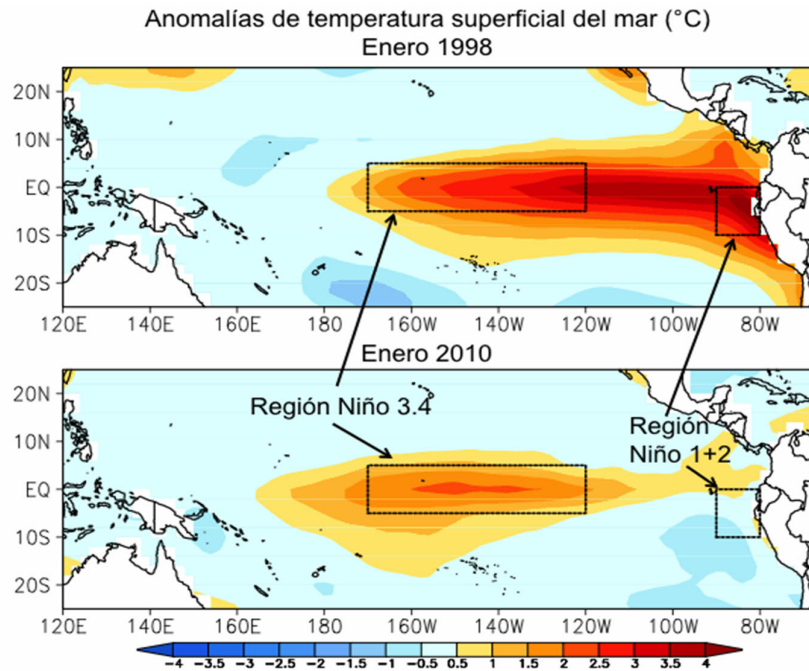 Anomalías de temperatura superficial del mar (°C)
Enero 1998
20N
10N
EQ
10S
20S
120E 140E 160E 180 160W 140W 120W 100W 80W
Enero 2010
20N
Región Niño 3.4
Región
10N
Niño 1+2
EQ
10S
20S
120E 140E 160E 180 160W 140W 120W 100W 80W
-4 -3.5 -3 -2.5 -2 -1.5 -1 -0.5 0.5 1 1.5 2 2.5 3 3.5 4